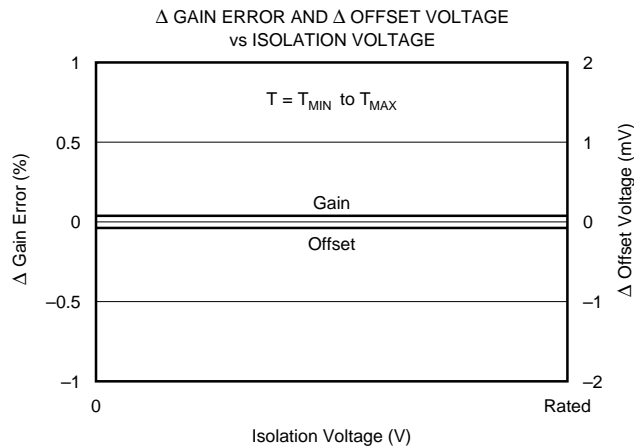 Δ GAIN ERROR AND Δ OFFSET VOLTAGE
vs ISOLATION VOLTAGE
1
2
T = TMIN to TMAX
0.5
1
Δ Gain Error (%)
Gain
0
0
Offset
Δ Offset Voltage (mV)
–0.5
–1
–1
–2
0
Rated
Isolation Voltage (V)